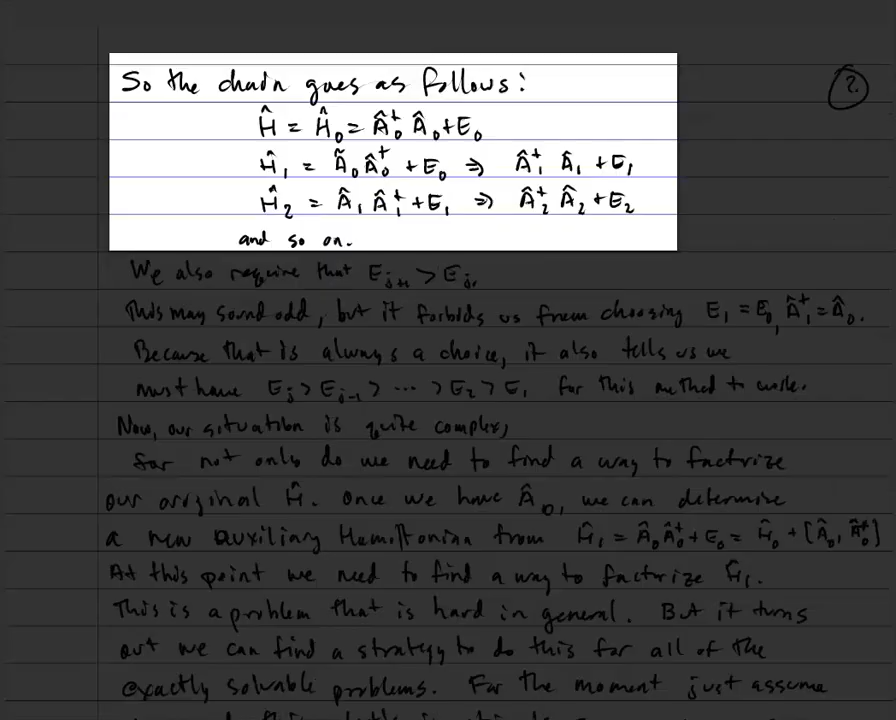 So the chain goes as follows:
②
Ĥ = Ĥ₀ = Â₀⁺ Â₀ + E₀
Ĥ₁ = Â₀ Â₀⁺ + E₀ ⇒ Â₁⁺ Â₁ + E₁
Ĥ₂ = Â₁ Â₁⁺ + E₁ ⇒ Â₂⁺ Â₂ + E₂
and so on.
We also require that Eⱼ₊₁ > Eⱼ.
This may sound odd, but it forbids us from choosing E₁ = E₀, Â₁⁺ = Â₀.
Because that is always a choice, it also tells us we
must have Eⱼ > Eⱼ₋₁ > ⋯ > E₂ > E₁ for this method to work.
Now, our situation is quite complex,
for not only do we need to find a way to factrize
our original Ĥ. Once we have Â₀, we can determine
a new auxiliary Hamiltonian from Ĥ₁ = Â₀Â₀⁺ + E₀ = Ĥ₀ + [Â₀, Â₀⁺]
At this point we need to find a way to factrize Ĥ₁.
This is a problem that is hard in general. But it turns
out we can find a strategy to do this for all of the
exactly solvable problems. For the moment just assume